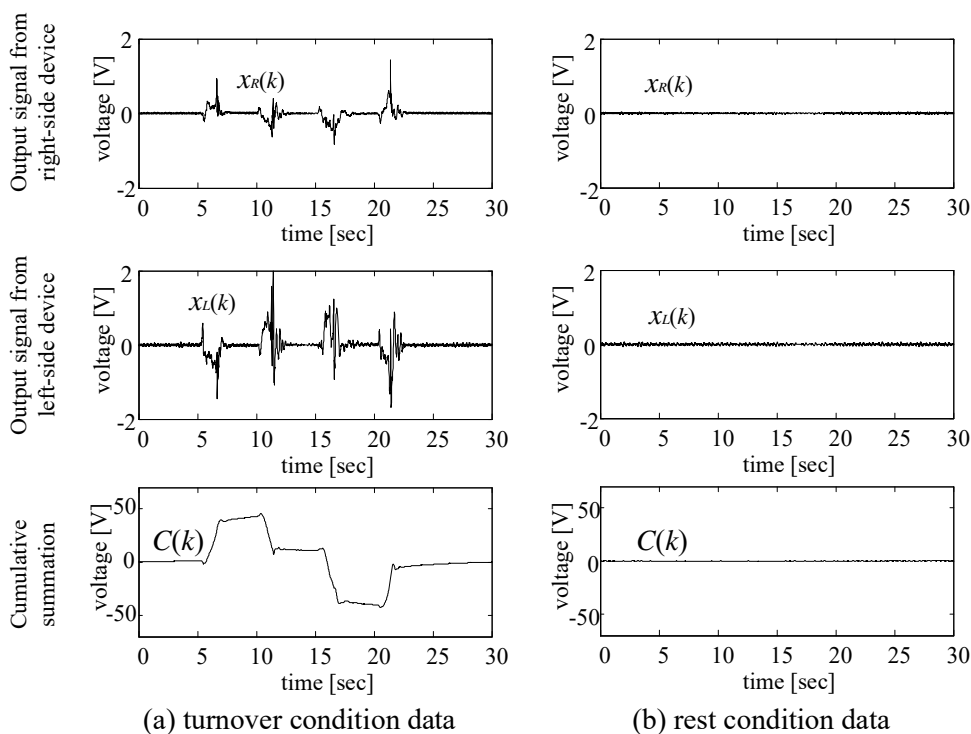 Output signal from
right-side device
voltage [V]
2
0
-2
xR(k)
0 5 10 15 20 25 30
time [sec]
voltage [V]
2
0
-2
xR(k)
0 5 10 15 20 25 30
time [sec]
Output signal from
left-side device
voltage [V]
2
0
-2
xL(k)
0 5 10 15 20 25 30
time [sec]
voltage [V]
2
0
-2
xL(k)
0 5 10 15 20 25 30
time [sec]
Cumulative
summation
voltage [V]
50
0
-50
C(k)
0 5 10 15 20 25 30
time [sec]
voltage [V]
50
0
-50
C(k)
0 5 10 15 20 25 30
time [sec]
(a) turnover condition data
(b) rest condition data